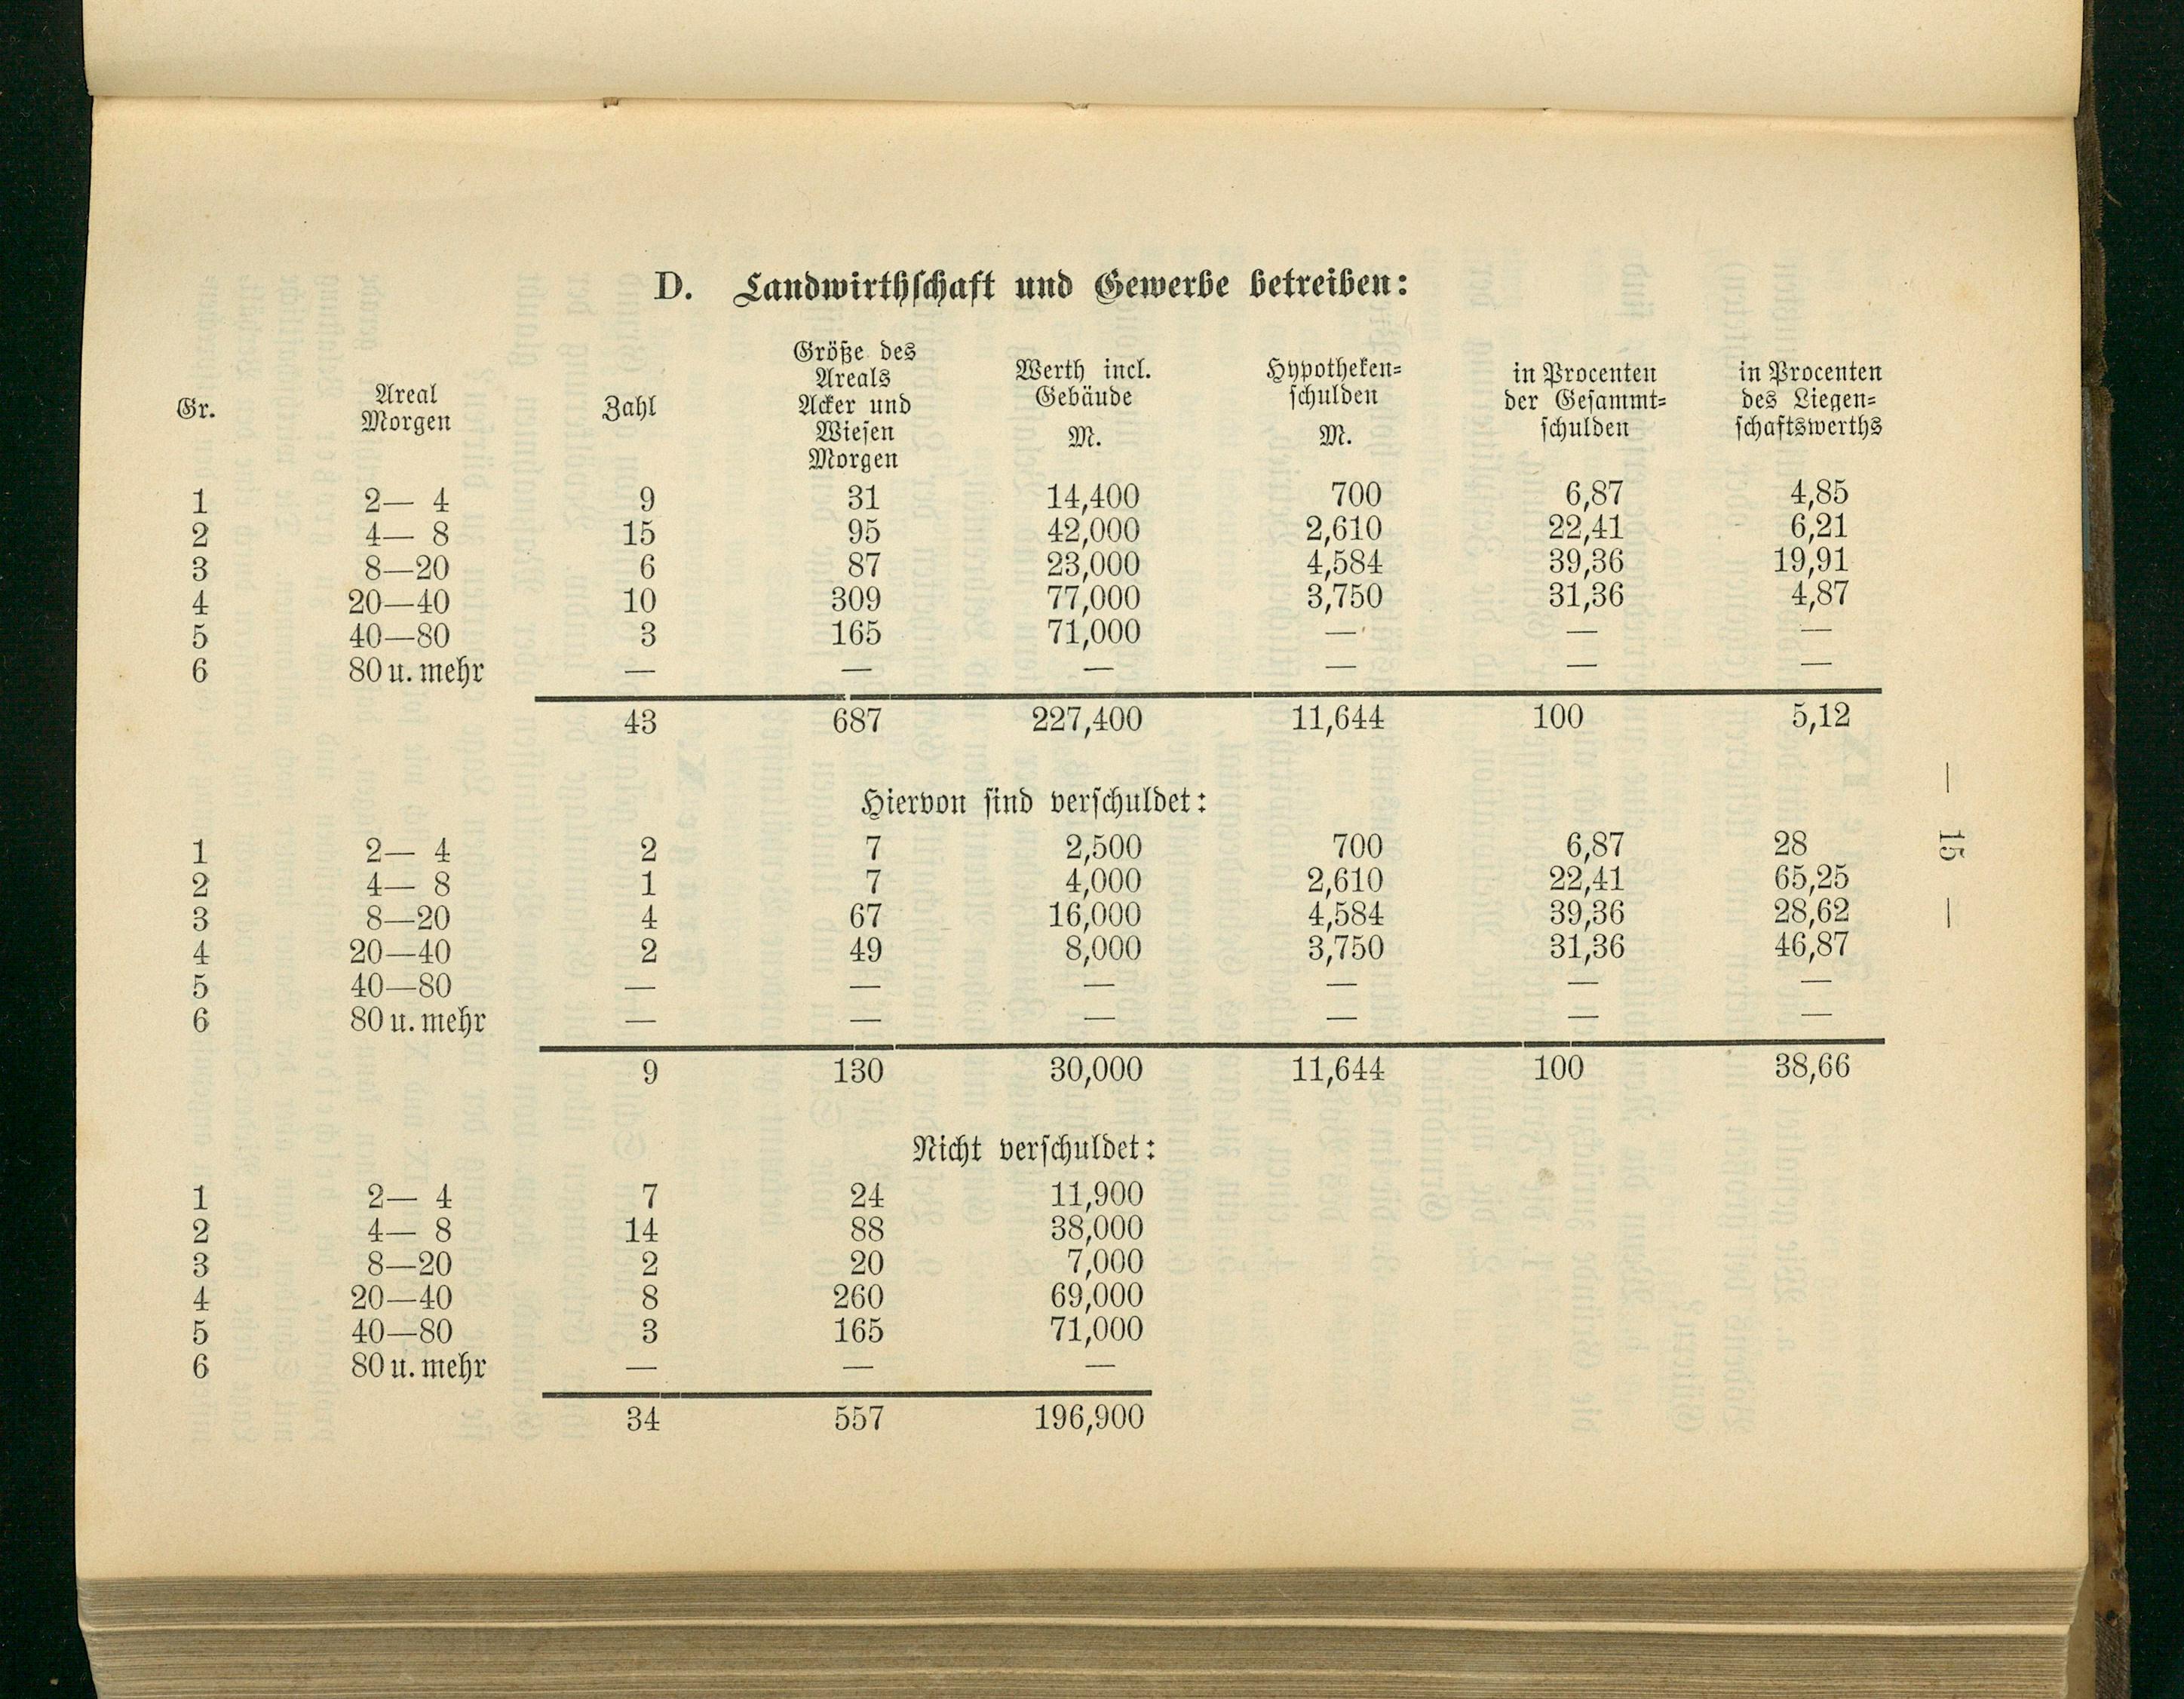 D. Landwirthschaft und Gewerbe betreiben:
Gr. Areal Morgen Zahl Größe des Areals Acker und Wiesen Morgen Werth incl. Gebäude M. Hypotheken-schulden M. in Procenten der Gesammt-schulden in Procenten des Liegen-schaftswerths
1 2— 4 9 31 14,400 700 6,87 4,85
2 4— 8 15 95 42,000 2,610 22,41 6,21
3 8—20 6 87 23,000 4,584 39,36 19,91
4 20—40 10 309 77,000 3,750 31,36 4,87
5 40—80 3 165 71,000 — — —
6 80 u. mehr — — — — — —
43 687 227,400 11,644 100 5,12
Hiervon sind verschuldet:
1 2— 4 2 7 2,500 700 6,87 28
2 4— 8 1 7 4,000 2,610 22,41 65,25
3 8—20 4 67 16,000 4,584 39,36 28,62
4 20—40 2 49 8,000 3,750 31,36 46,87
5 40—80 — — — — — —
6 80 u. mehr — — — — — —
9 130 30,000 11,644 100 38,66
Nicht verschuldet:
1 2— 4 7 24 11,900
2 4— 8 14 88 38,000
3 8—20 2 20 7,000
4 20—40 8 260 69,000
5 40—80 3 165 71,000
6 80 u. mehr — — —
34 557 196,900
— 15 —